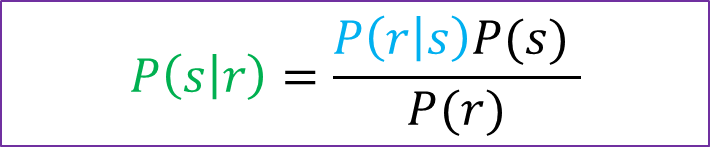 P(s|r) = P(r|s)P(s) / P(r)